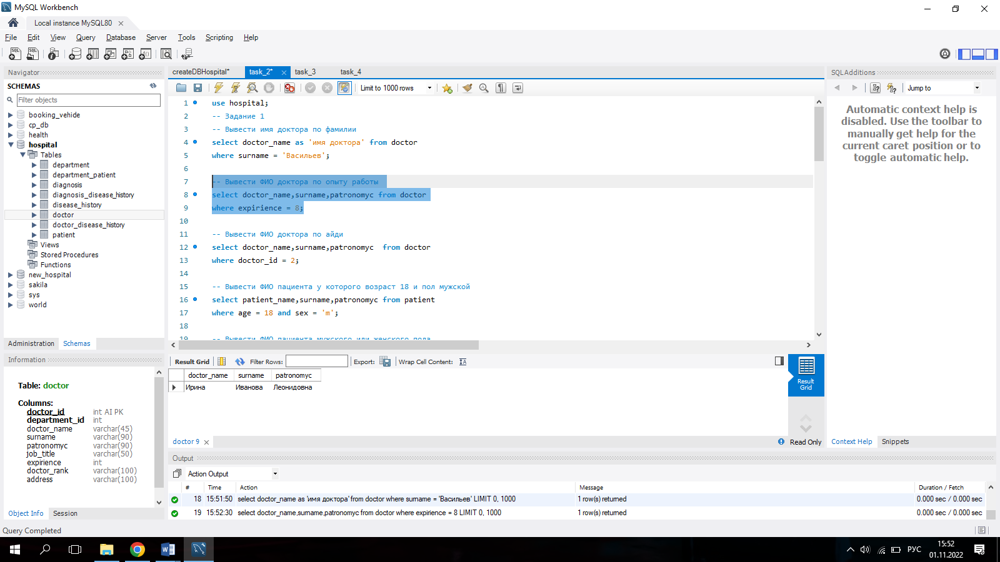 MySQL Workbench
Local instance MySQL80
File Edit View Query Database Server Tools Scripting Help
Navigator
SCHEMAS
Filter objects
booking_vehide
cp_db
health
hospital
Tables
department
department_patient
diagnosis
diagnosis_disease_history
disease_history
doctor
doctor_disease_history
patient
Views
Stored Procedures
Functions
new_hospital
sakila
sys
world
Administration Schemas
Information
Table: doctor
Columns:
doctor_id int AI PK
department_id int
doctor_name varchar(45)
surname varchar(90)
patronomyc varchar(90)
job_title varchar(50)
expirience int
doctor_rank varchar(100)
address varchar(100)
Object Info Session
createDBHospital* task_2* task_3 task_4
Limit to 1000 rows
1 use hospital;
2 -- Задание 1
3 -- Вывести имя доктора по фамилии
4 select doctor_name as 'имя доктора' from doctor
5 where surname = 'Васильев';
6
7 -- Вывести ФИО доктора по опыту работы
8 select doctor_name,surname,patronomyc from doctor
9 where expirience = 8;
10
11 -- Вывести ФИО доктора по айди
12 select doctor_name,surname,patronomyc from doctor
13 where doctor_id = 2;
14
15 -- Вывести ФИО пациента у которого возраст 18 и пол мужской
16 select patient_name,surname,patronomyc from patient
17 where age = 18 and sex = 'm';
18
19 -- Вывести ФИО пациента мужского или женского пола
Result Grid Filter Rows: Export: Wrap Cell Content:
doctor_name surname patronomyc
Ирина Иванова Леонидовна
Result
Grid
doctor 9
Read Only
SQLAdditions
Jump to
Automatic context help is
disabled. Use the toolbar to
manually get help for the
current caret position or to
toggle automatic help.
Context Help Snippets
Output
Action Output
# Time Action Message Duration / Fetch
18 15:51:50 select doctor_name as 'имя доктора' from doctor where surname = 'Васильев' LIMIT 0, 1000 1 row(s) returned 0.000 sec / 0.000 sec
19 15:52:30 select doctor_name,surname,patronomyc from doctor where expirience = 8 LIMIT 0, 1000 1 row(s) returned 0.000 sec / 0.000 sec
Query Completed
РУС
15:52
01.11.2022